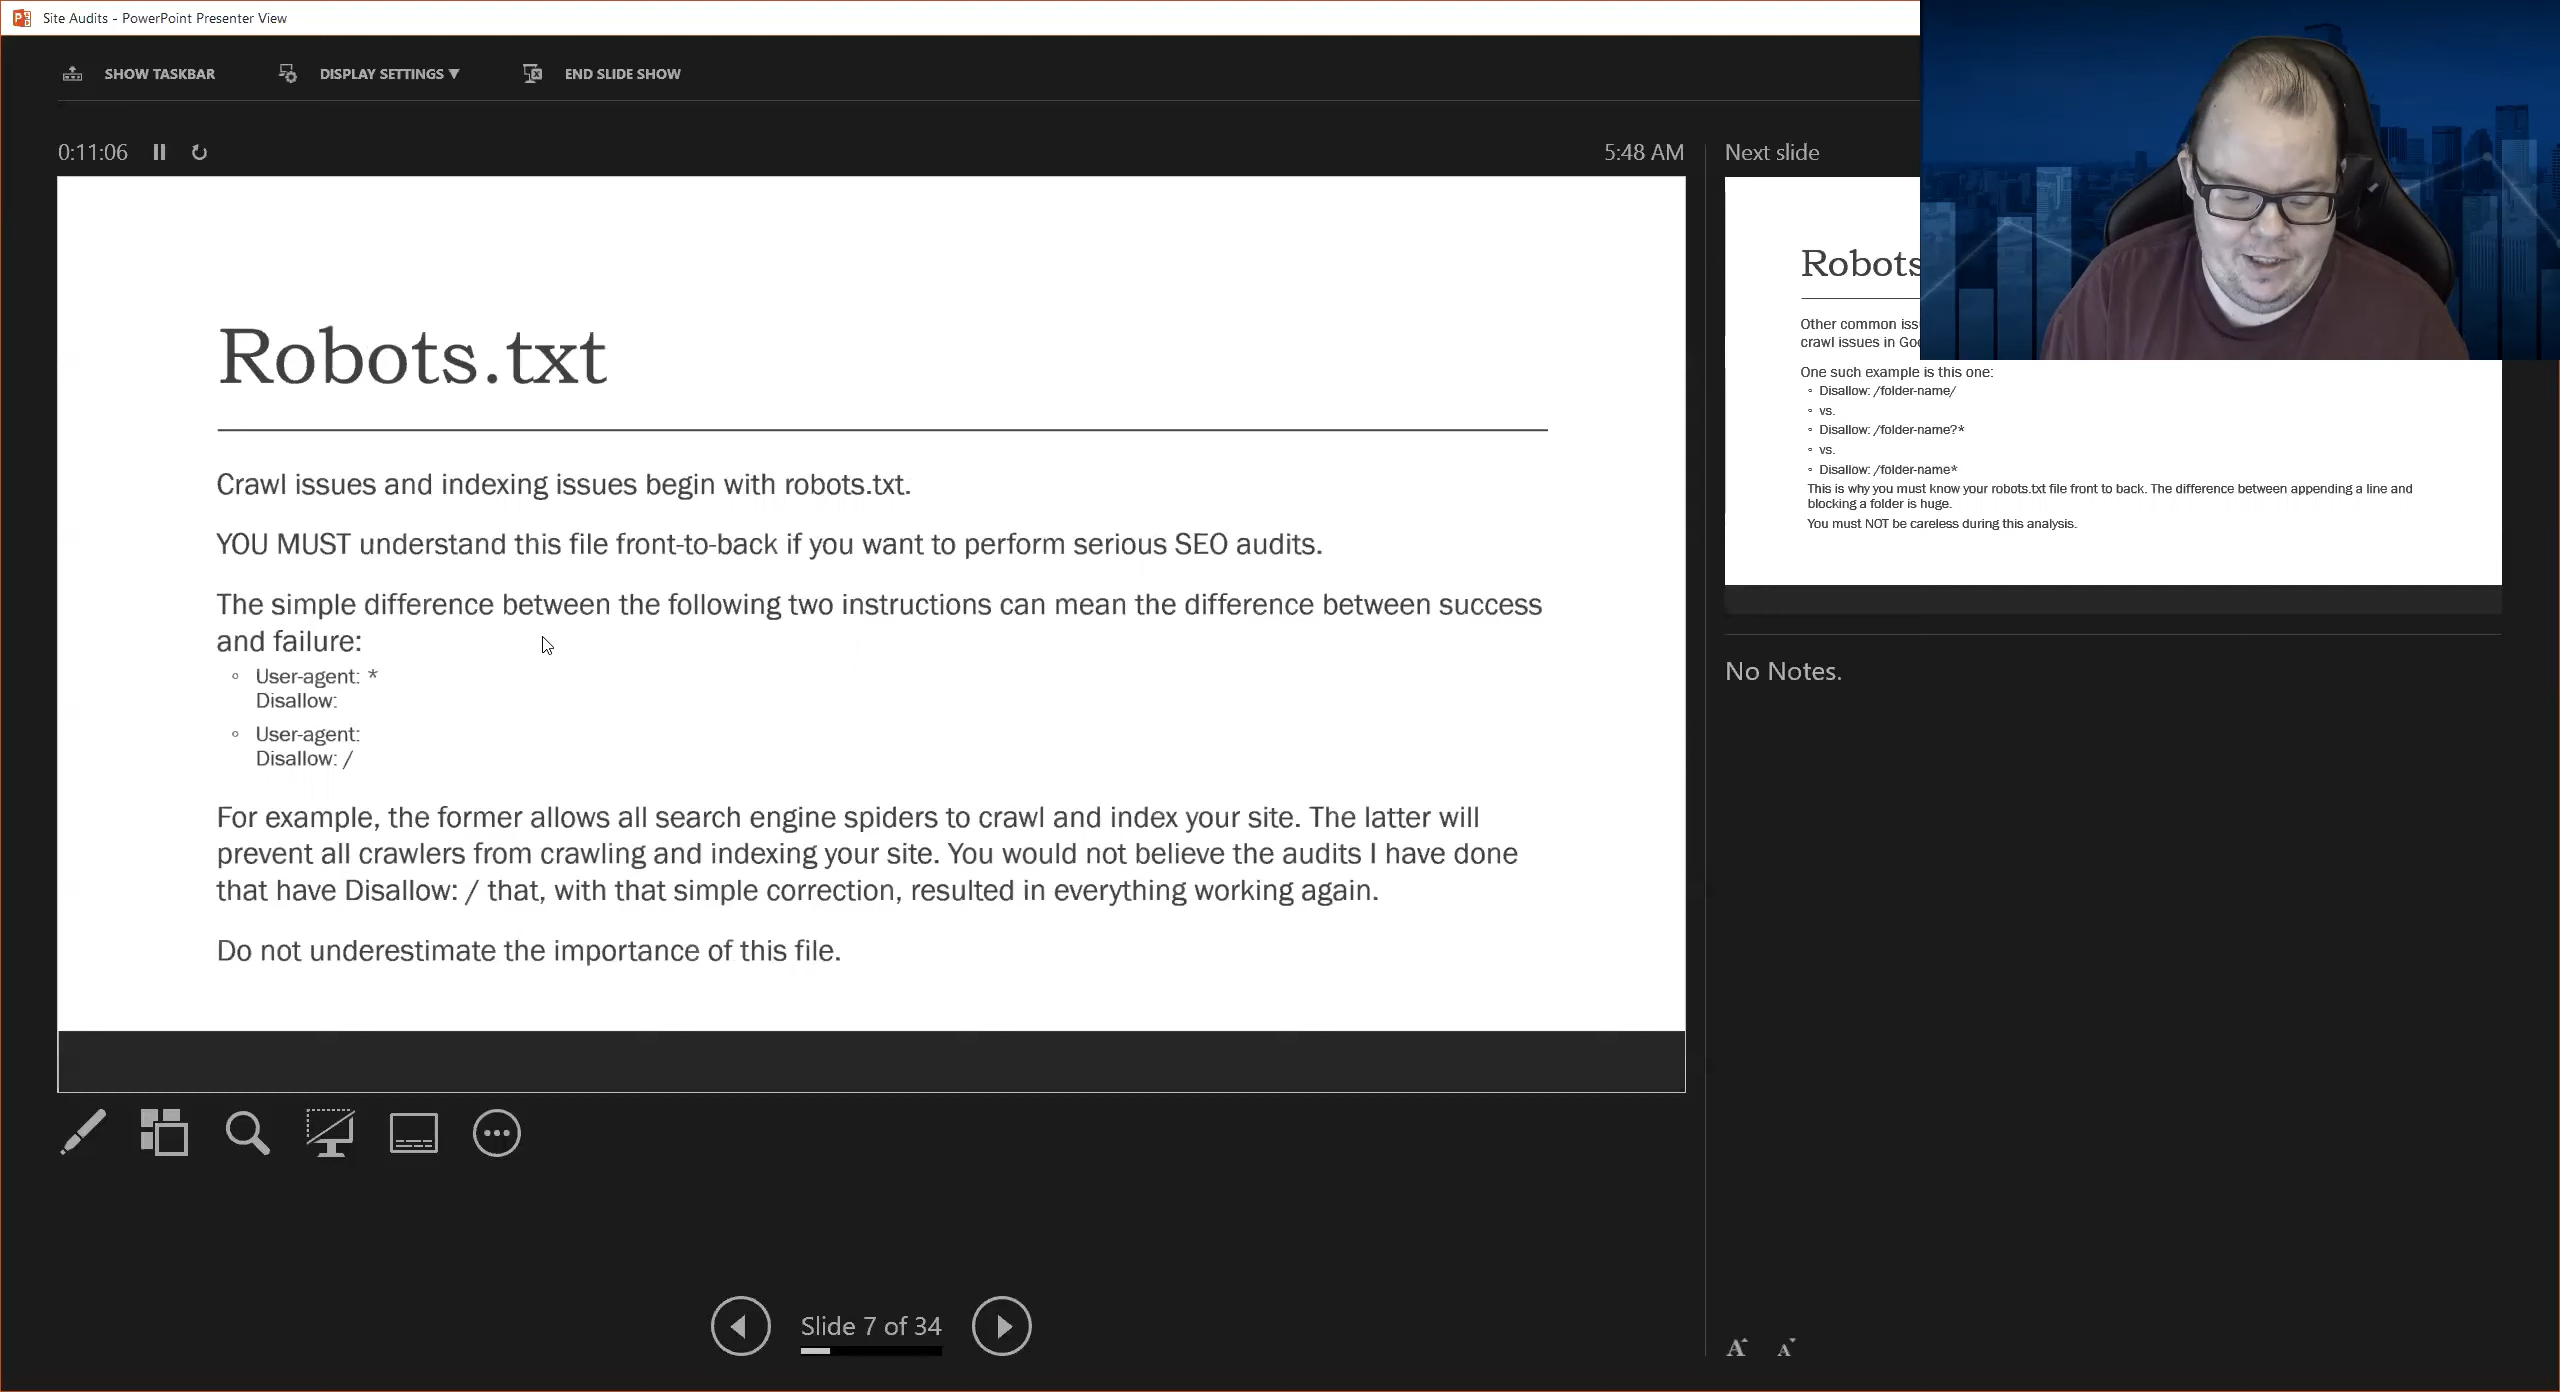 Site Audits - PowerPoint Presenter View
SHOW TASKBAR
DISPLAY SETTINGS ▼
END SLIDE SHOW
0:11:06
5:48 AM
Robots.txt
Crawl issues and indexing issues begin with robots.txt.
YOU MUST understand this file front-to-back if you want to perform serious SEO audits.
The simple difference between the following two instructions can mean the difference between success
and failure:
◦ User-agent: *
Disallow:
◦ User-agent:
Disallow: /
For example, the former allows all search engine spiders to crawl and index your site. The latter will
prevent all crawlers from crawling and indexing your site. You would not believe the audits I have done
that have Disallow: / that, with that simple correction, resulted in everything working again.
Do not underestimate the importance of this file.
Slide 7 of 34
Next slide
Robots
Other common
crawl issues in
One such example is this one:
◦ Disallow: /folder-name/
◦ vs.
◦ Disallow: /folder-name?*
◦ vs.
◦ Disallow: /folder-name*
This is why you must know your robots.txt file front to back. The difference between appending a line and
blocking a folder is huge.
You must NOT be careless during this analysis.
No Notes.
A A